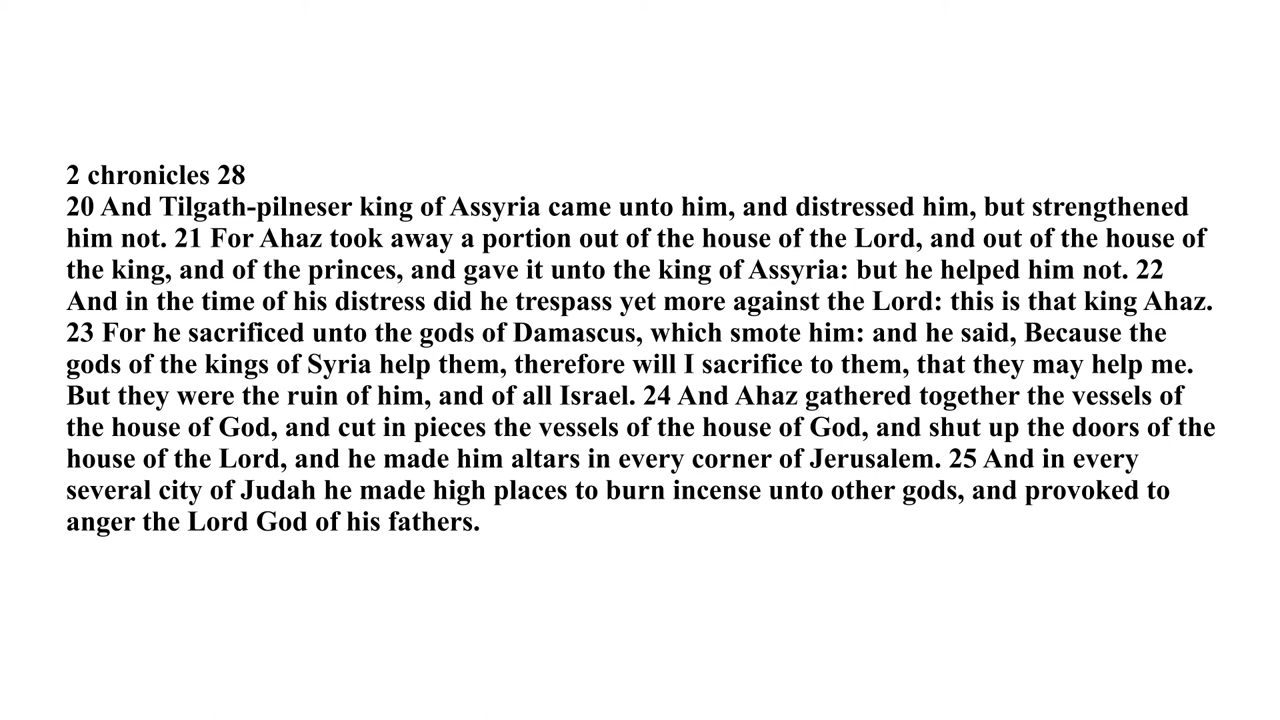 2 chronicles 28
20 And Tilgath-pilneser king of Assyria came unto him, and distressed him, but strengthened
him not. 21 For Ahaz took away a portion out of the house of the Lord, and out of the house of
the king, and of the princes, and gave it unto the king of Assyria: but he helped him not. 22
And in the time of his distress did he trespass yet more against the Lord: this is that king Ahaz.
23 For he sacrificed unto the gods of Damascus, which smote him: and he said, Because the
gods of the kings of Syria help them, therefore will I sacrifice to them, that they may help me.
But they were the ruin of him, and of all Israel. 24 And Ahaz gathered together the vessels of
the house of God, and cut in pieces the vessels of the house of God, and shut up the doors of the
house of the Lord, and he made him altars in every corner of Jerusalem. 25 And in every
several city of Judah he made high places to burn incense unto other gods, and provoked to
anger the Lord God of his fathers.